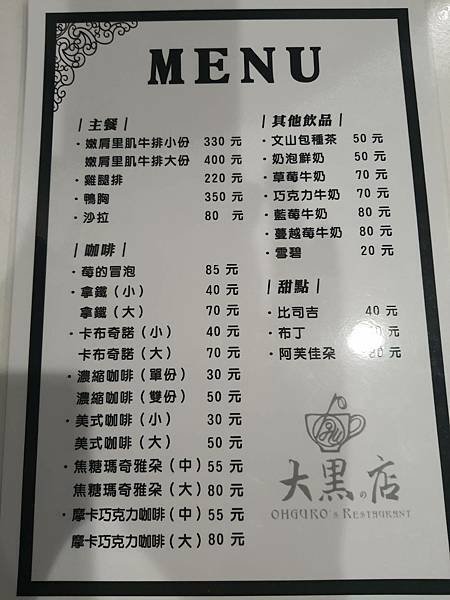 MENU
｜主餐｜
・嫩肩里肌牛排小份 330 元
嫩肩里肌牛排大份 400 元
・雞腿排 220 元
・鴨胸 350 元
・沙拉 80 元
｜咖啡｜
・莓的冒泡 85 元
・拿鐵（小） 40 元
拿鐵（大） 70 元
・卡布奇諾（小） 40 元
卡布奇諾（大） 70 元
・濃縮咖啡（單份） 30 元
濃縮咖啡（雙份） 50 元
・美式咖啡（小） 30 元
美式咖啡（大） 50 元
・焦糖瑪奇雅朵（中）55 元
焦糖瑪奇雅朵（大）80 元
・摩卡巧克力咖啡（中）55 元
摩卡巧克力咖啡（大）80 元
｜其他飲品｜
・文山包種茶 50 元
・奶泡鮮奶 50 元
・草莓牛奶 70 元
・巧克力牛奶 70 元
・藍莓牛奶 80 元
・蔓越莓牛奶 80 元
・雪碧 20 元
｜甜點｜
・比司吉 40 元
・布丁 元
・阿芙佳朵 元
大黒の店
OHGURO's RESTAURANT